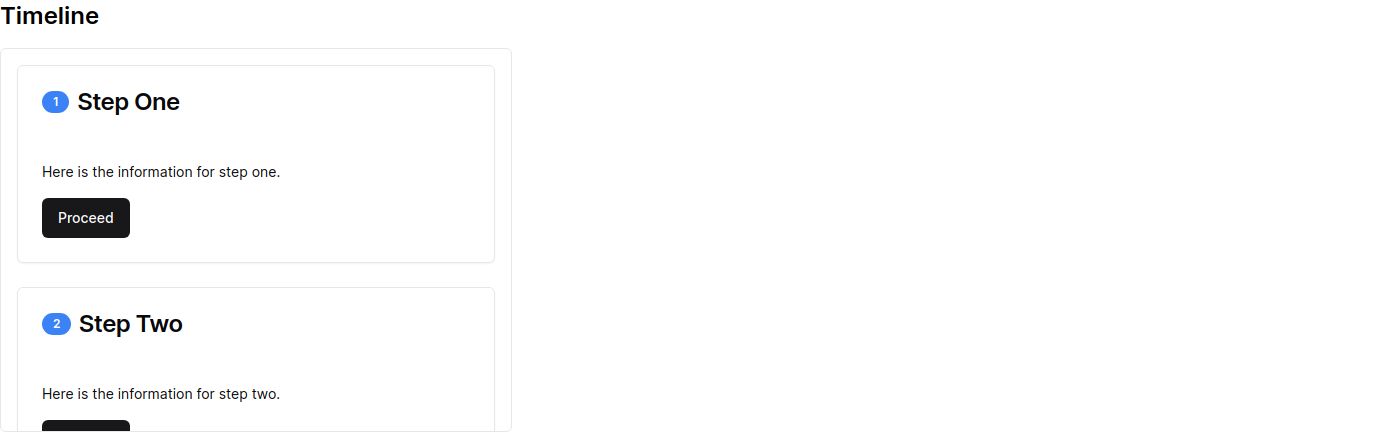 Timeline
1 Step One
Here is the information for step one.
Proceed
2 Step Two
Here is the information for step two.